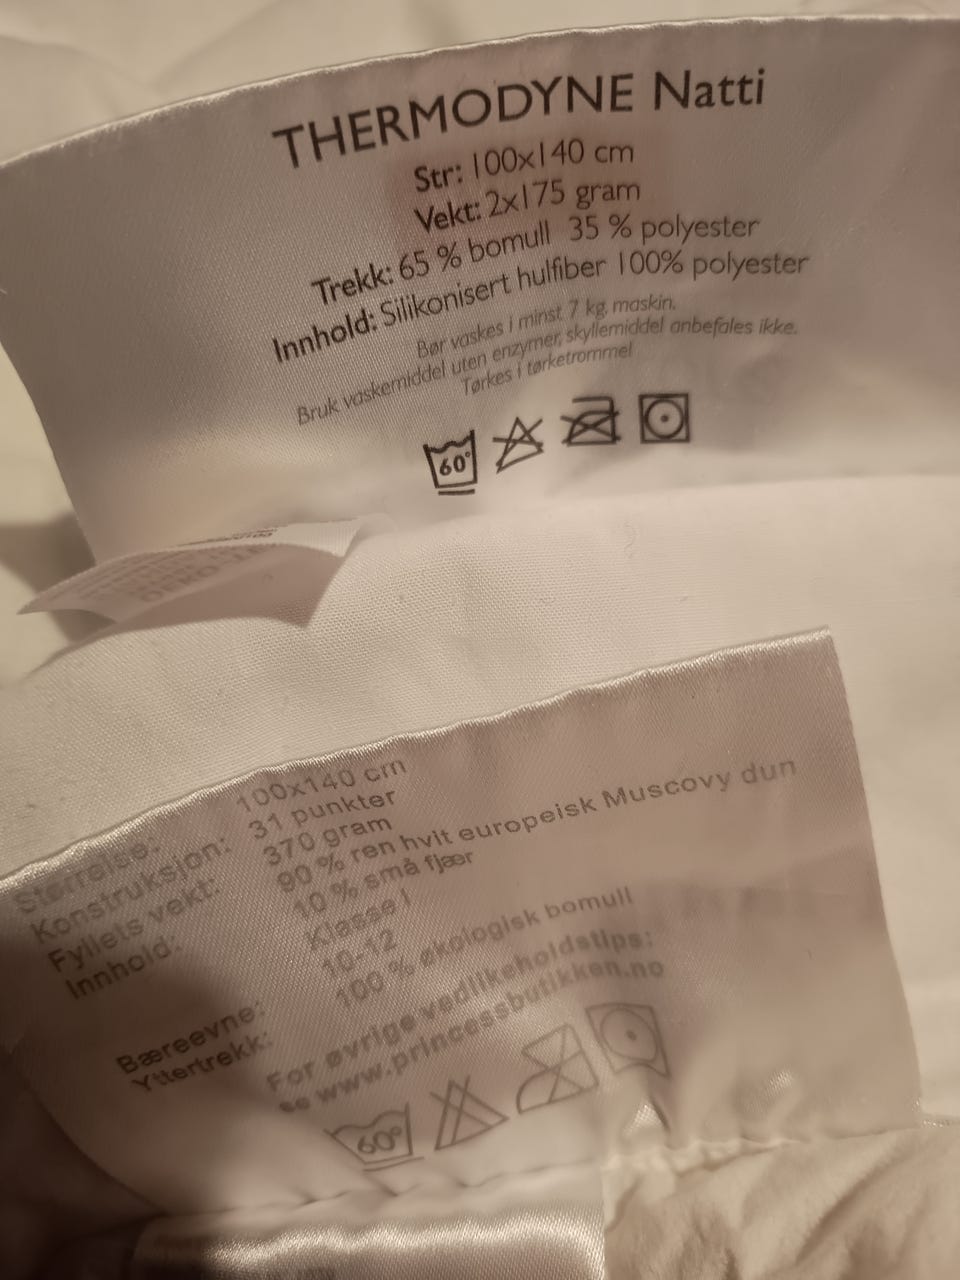 THERMODYNE Natti
Str: 100x140 cm
Vekt: 2x175 gram
Trekk: 65 % bomull 35 % polyester
Innhold: Silikonisert hulfiber 100% polyester
Bør vaskes i minst 7 kg. maskin.
Bruk vaskemiddel uten enzymer, skyllemiddel anbefales ikke.
Tørkes i tørketrommel
60°
Størrelse: 100x140 cm
Konstruksjon: 31 punkter
Fyllets vekt: 370 gram
Innhold: 90 % ren hvit europeisk Muscovy dun
10 % små fjær
Klasse I
Bæreevne: 10-12
Yttertrekk: 100 % økologisk bomull
For øvrige vedlikeholdstips:
se www.princessbutikken.no
60°